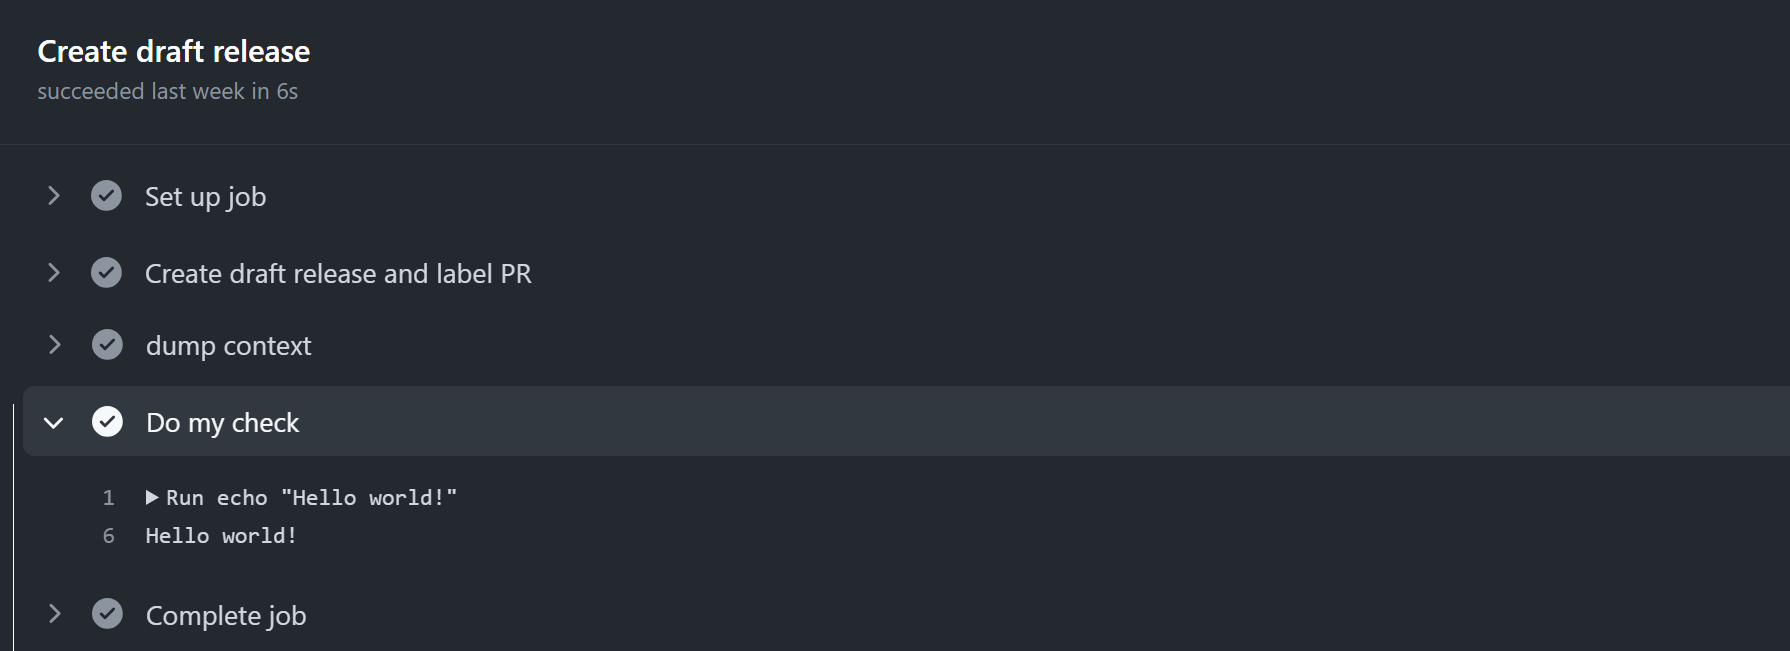 Create draft release
succeeded last week in 6s
Set up job
Create draft release and label PR
dump context
Do my check
1 Run echo "Hello world!"
6 Hello world!
Complete job